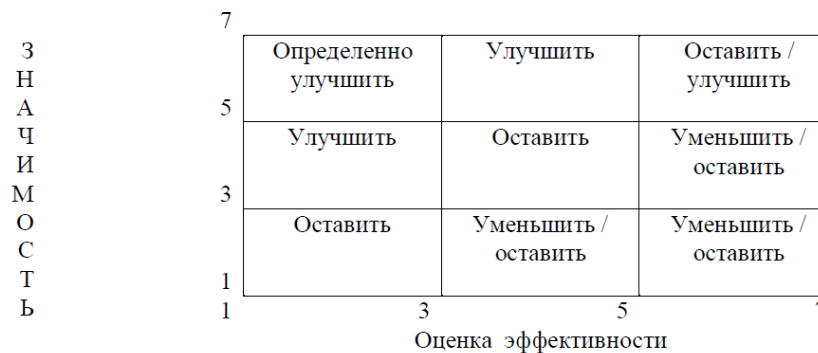 7
З
Н
А
Ч
И
М
О
С
Т
Ь
Определенно
улучшить
Улучшить
Оставить /
улучшить
5
Улучшить
Оставить
Уменьшить /
оставить
3
Оставить
Уменьшить /
оставить
Уменьшить /
оставить
1
1 3 5
Оценка эффективности